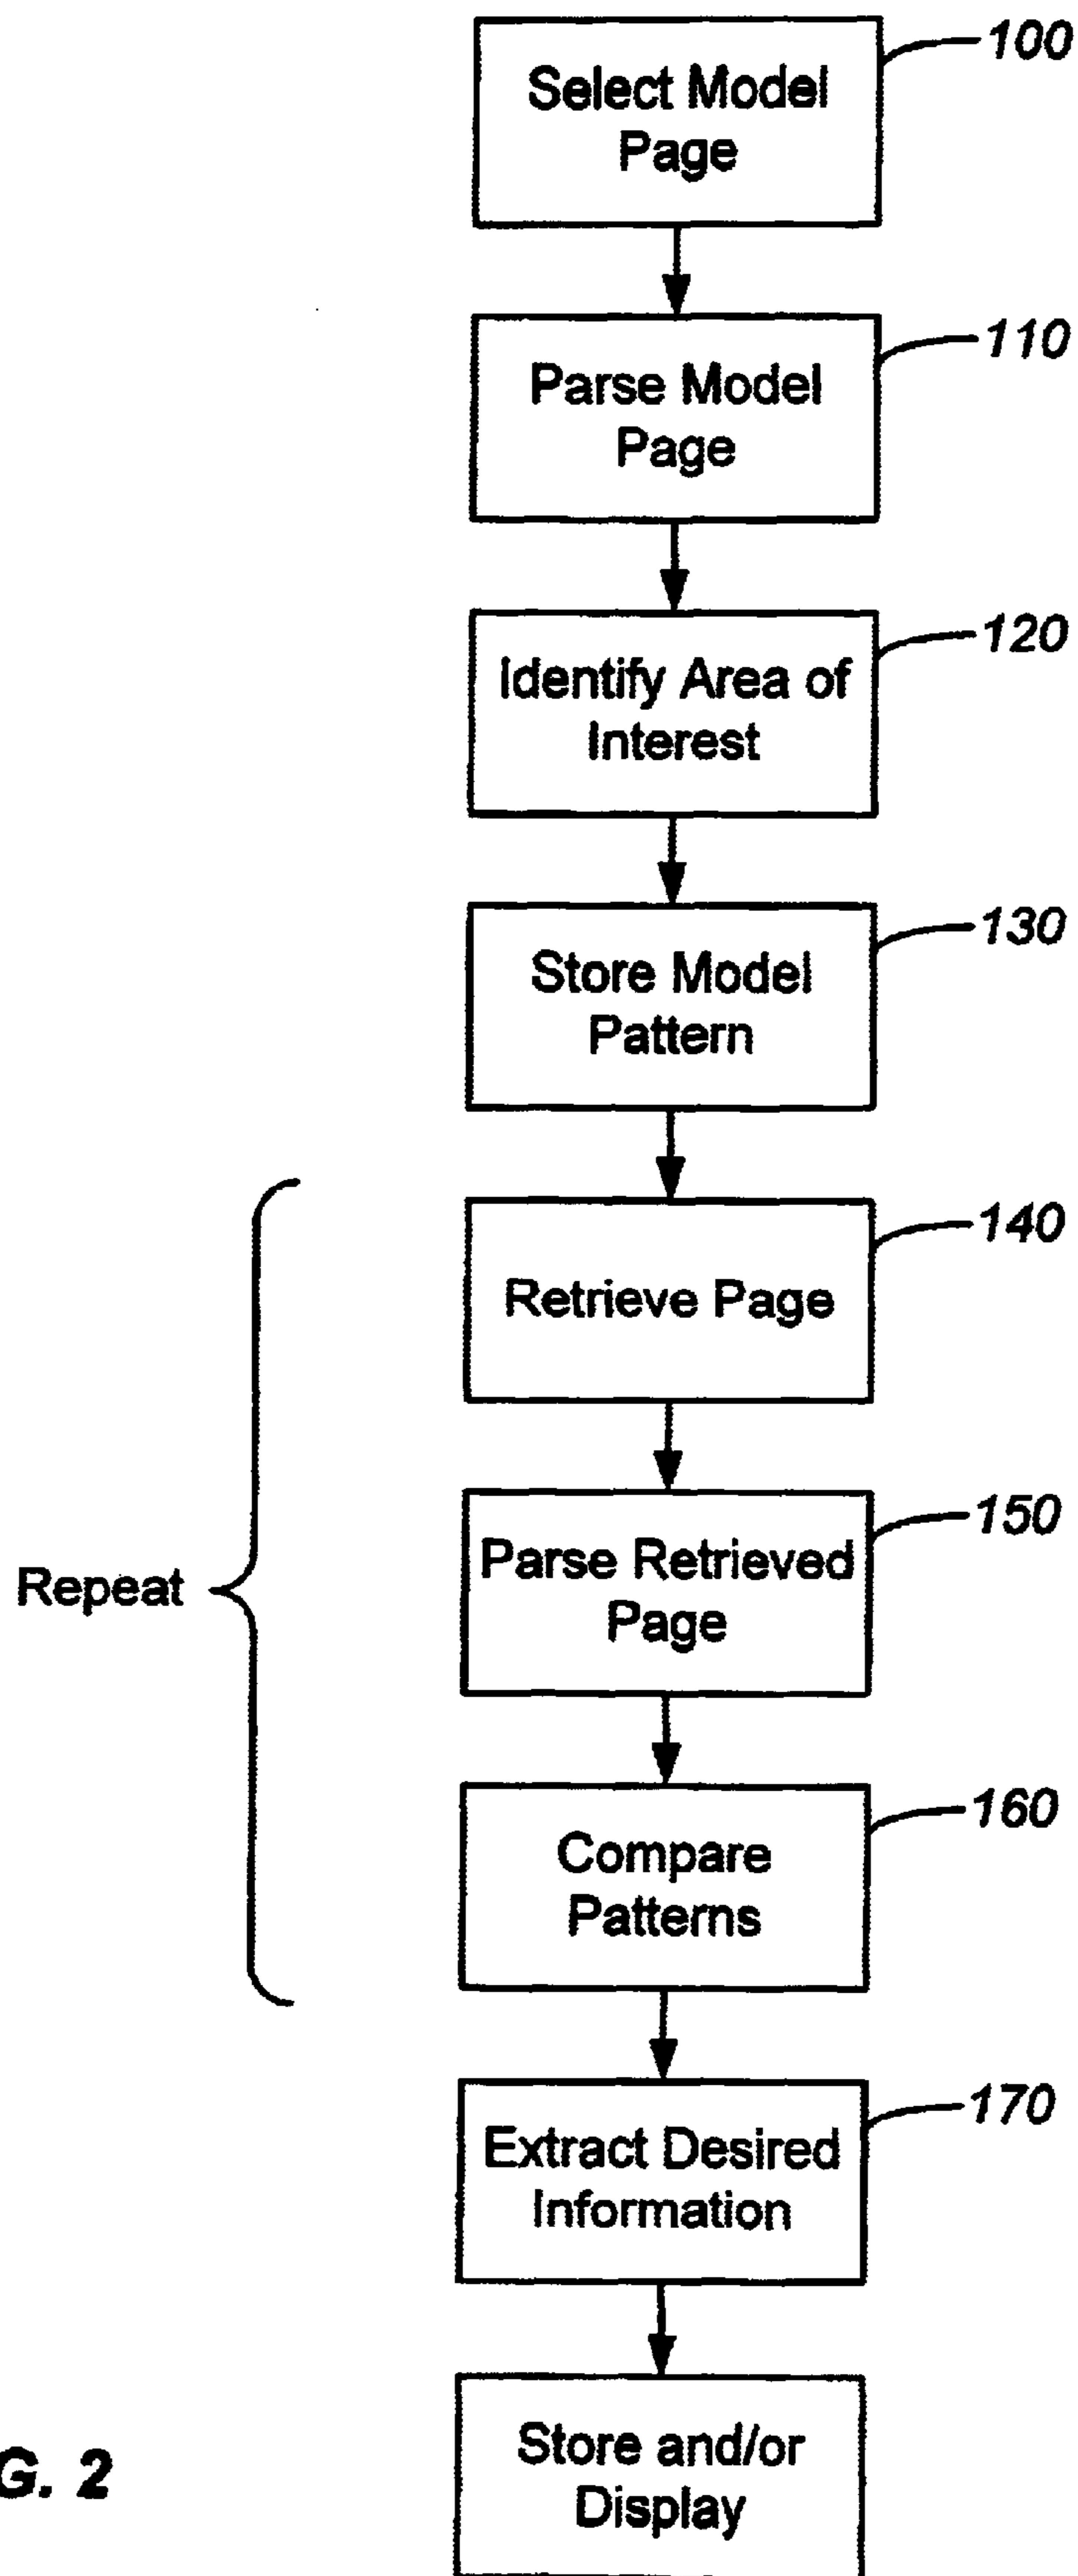 100
Select Model
Page
110
Parse Model
Page
120
Identify Area of
Interest
130
Store Model
Pattern
140
Retrieve Page
150
Parse Retrieved
Page
Repeat
160
Compare
Patterns
170
Extract Desired
Information
Store and/or
Display
G. 2